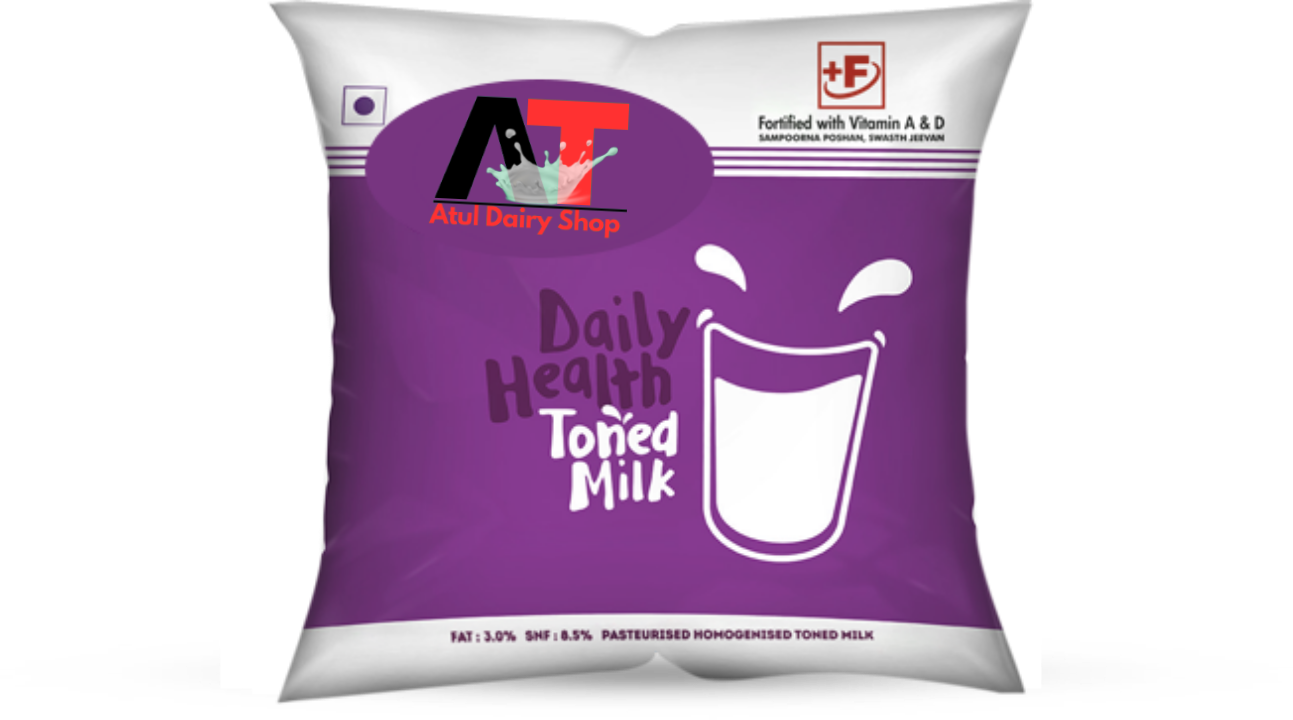 +F
Fortified with Vitamin A & D
SAMPOORNA POSHAN, SWASTH JEEVAN
AT
Atul Dairy Shop
Daily
Health
Toned
Milk
FAT : 3.0% SNF : 8.5% PASTEURISED HOMOGENISED TONED MILK